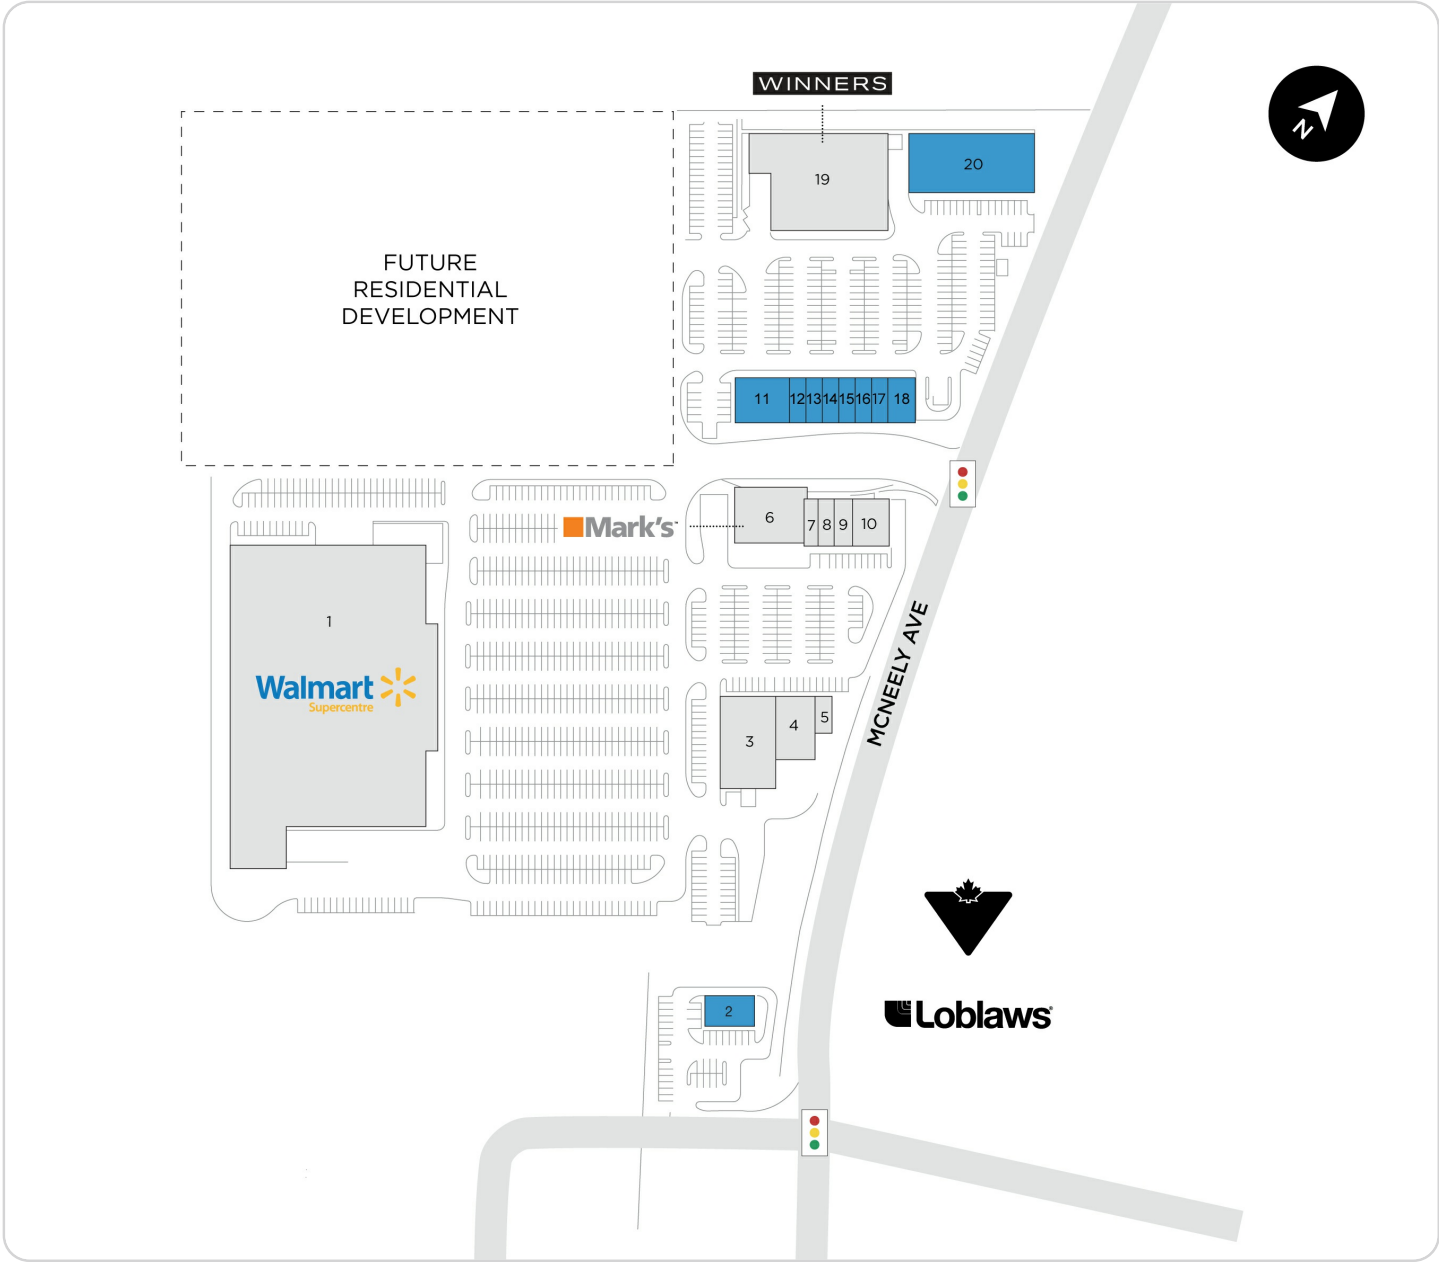 WINNERS
N
19
20
FUTURE
RESIDENTIAL
DEVELOPMENT
11 12 13 14 15 16 17 18
Mark's™
6 7 8 9 10
1
Walmart
Supercentre
MCNEELY AVE
3 4 5
Loblaws®
2